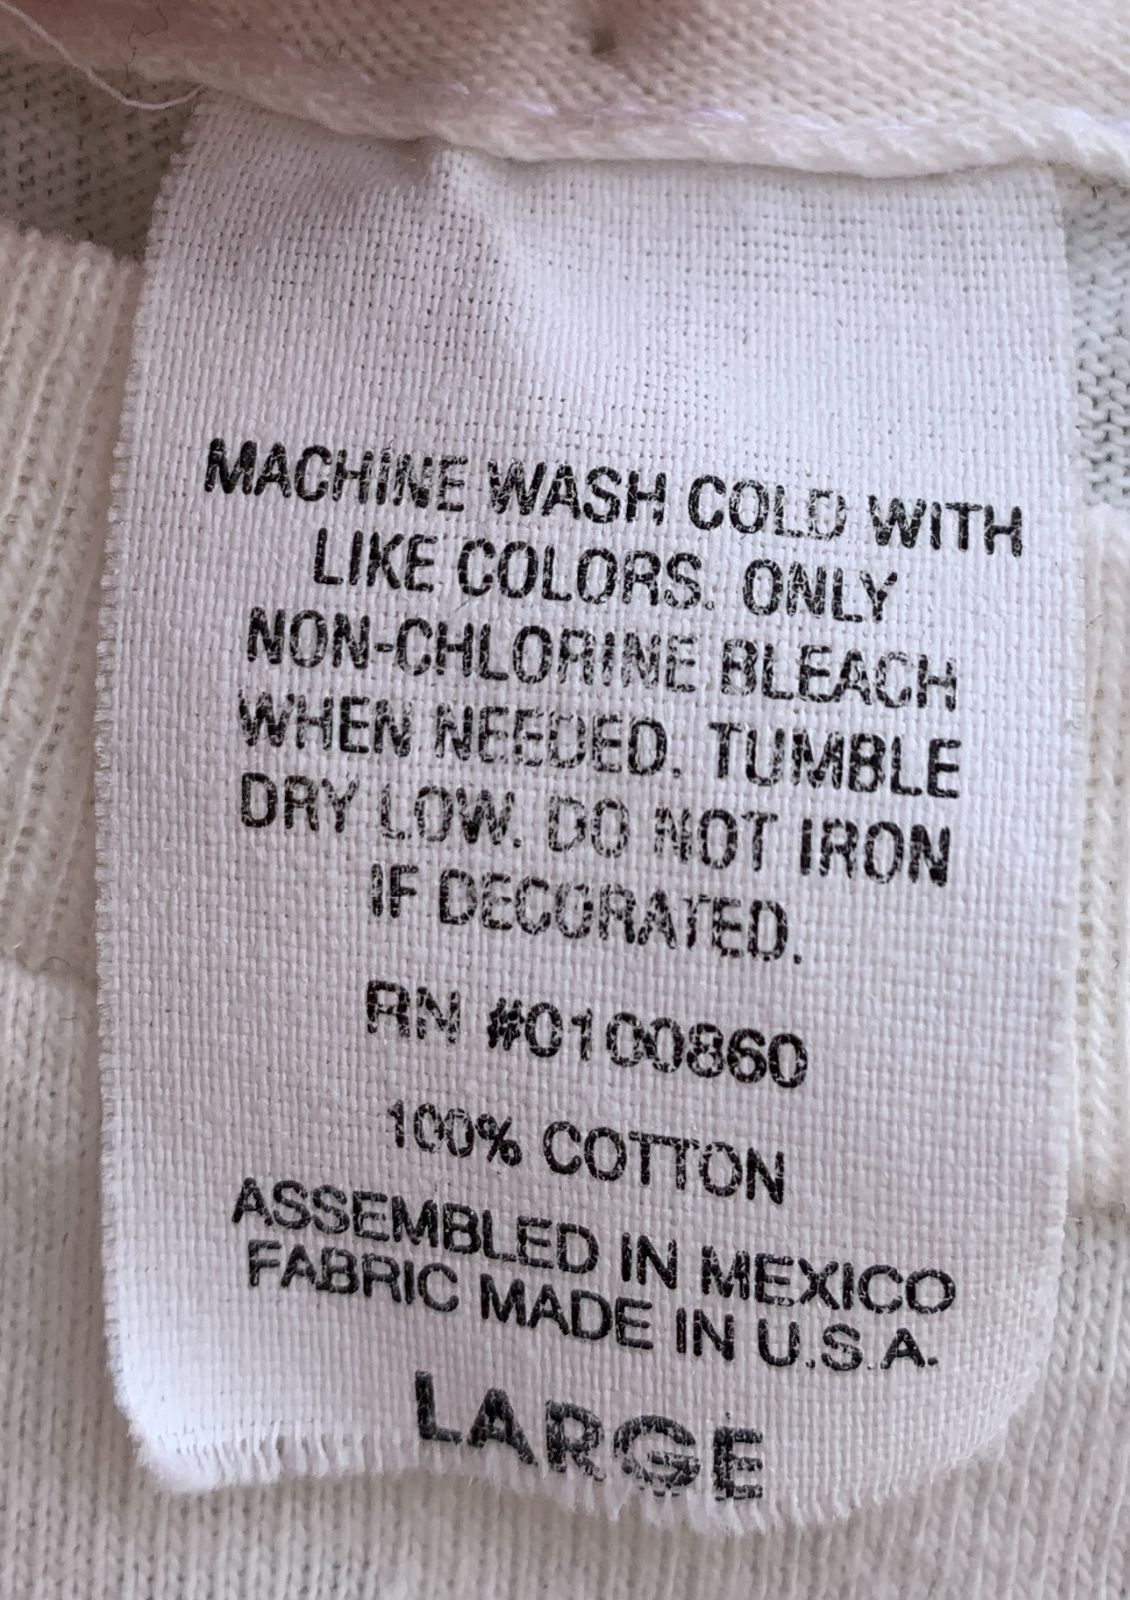 MACHINE WASH COLD WITH
LIKE COLORS. ONLY
NON-CHLORINE BLEACH
WHEN NEEDED. TUMBLE
DRY LOW. DO NOT IRON
IF DECORATED.
RN #0100860
100% COTTON
ASSEMBLED IN MEXICO
FABRIC MADE IN U.S.A.
LARGE